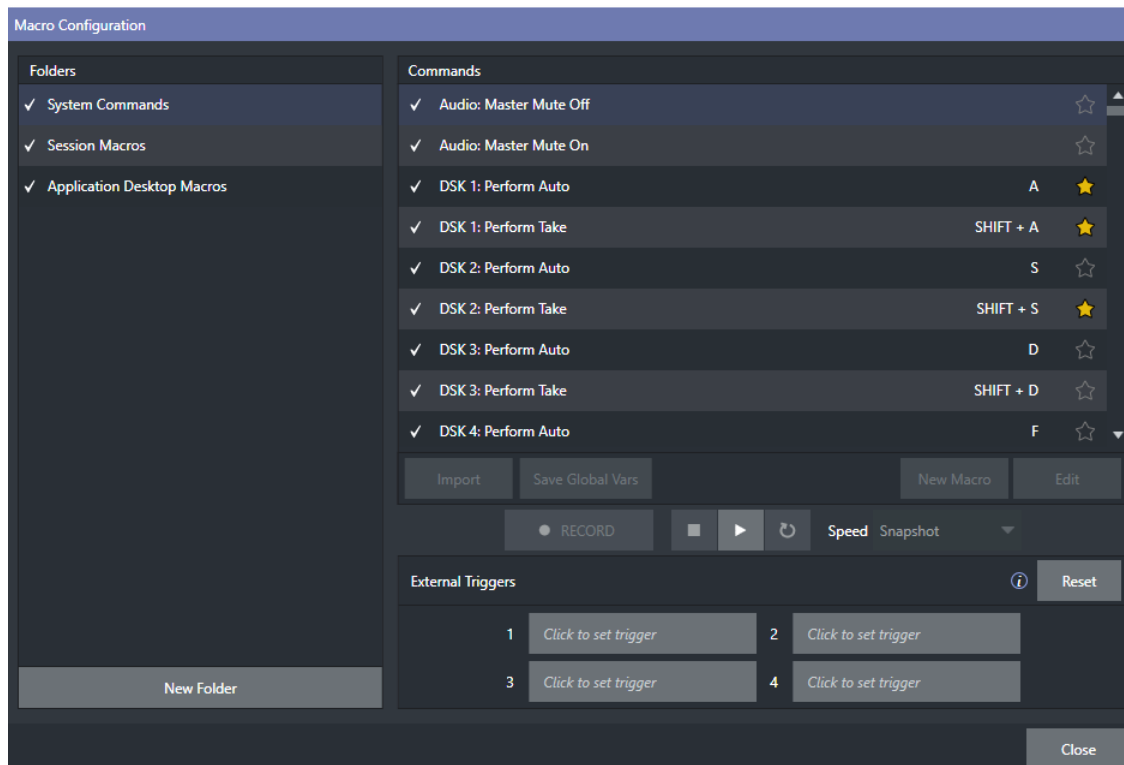 Macro Configuration
Folders
✓ System Commands
✓ Session Macros
✓ Application Desktop Macros
New Folder
Commands
✓ Audio: Master Mute Off
✓ Audio: Master Mute On
✓ DSK 1: Perform Auto A
✓ DSK 1: Perform Take SHIFT + A
✓ DSK 2: Perform Auto S
✓ DSK 2: Perform Take SHIFT + S
✓ DSK 3: Perform Auto D
✓ DSK 3: Perform Take SHIFT + D
✓ DSK 4: Perform Auto F
Import Save Global Vars New Macro Edit
RECORD Speed Snapshot
External Triggers Reset
1 Click to set trigger 2 Click to set trigger
3 Click to set trigger 4 Click to set trigger
Close